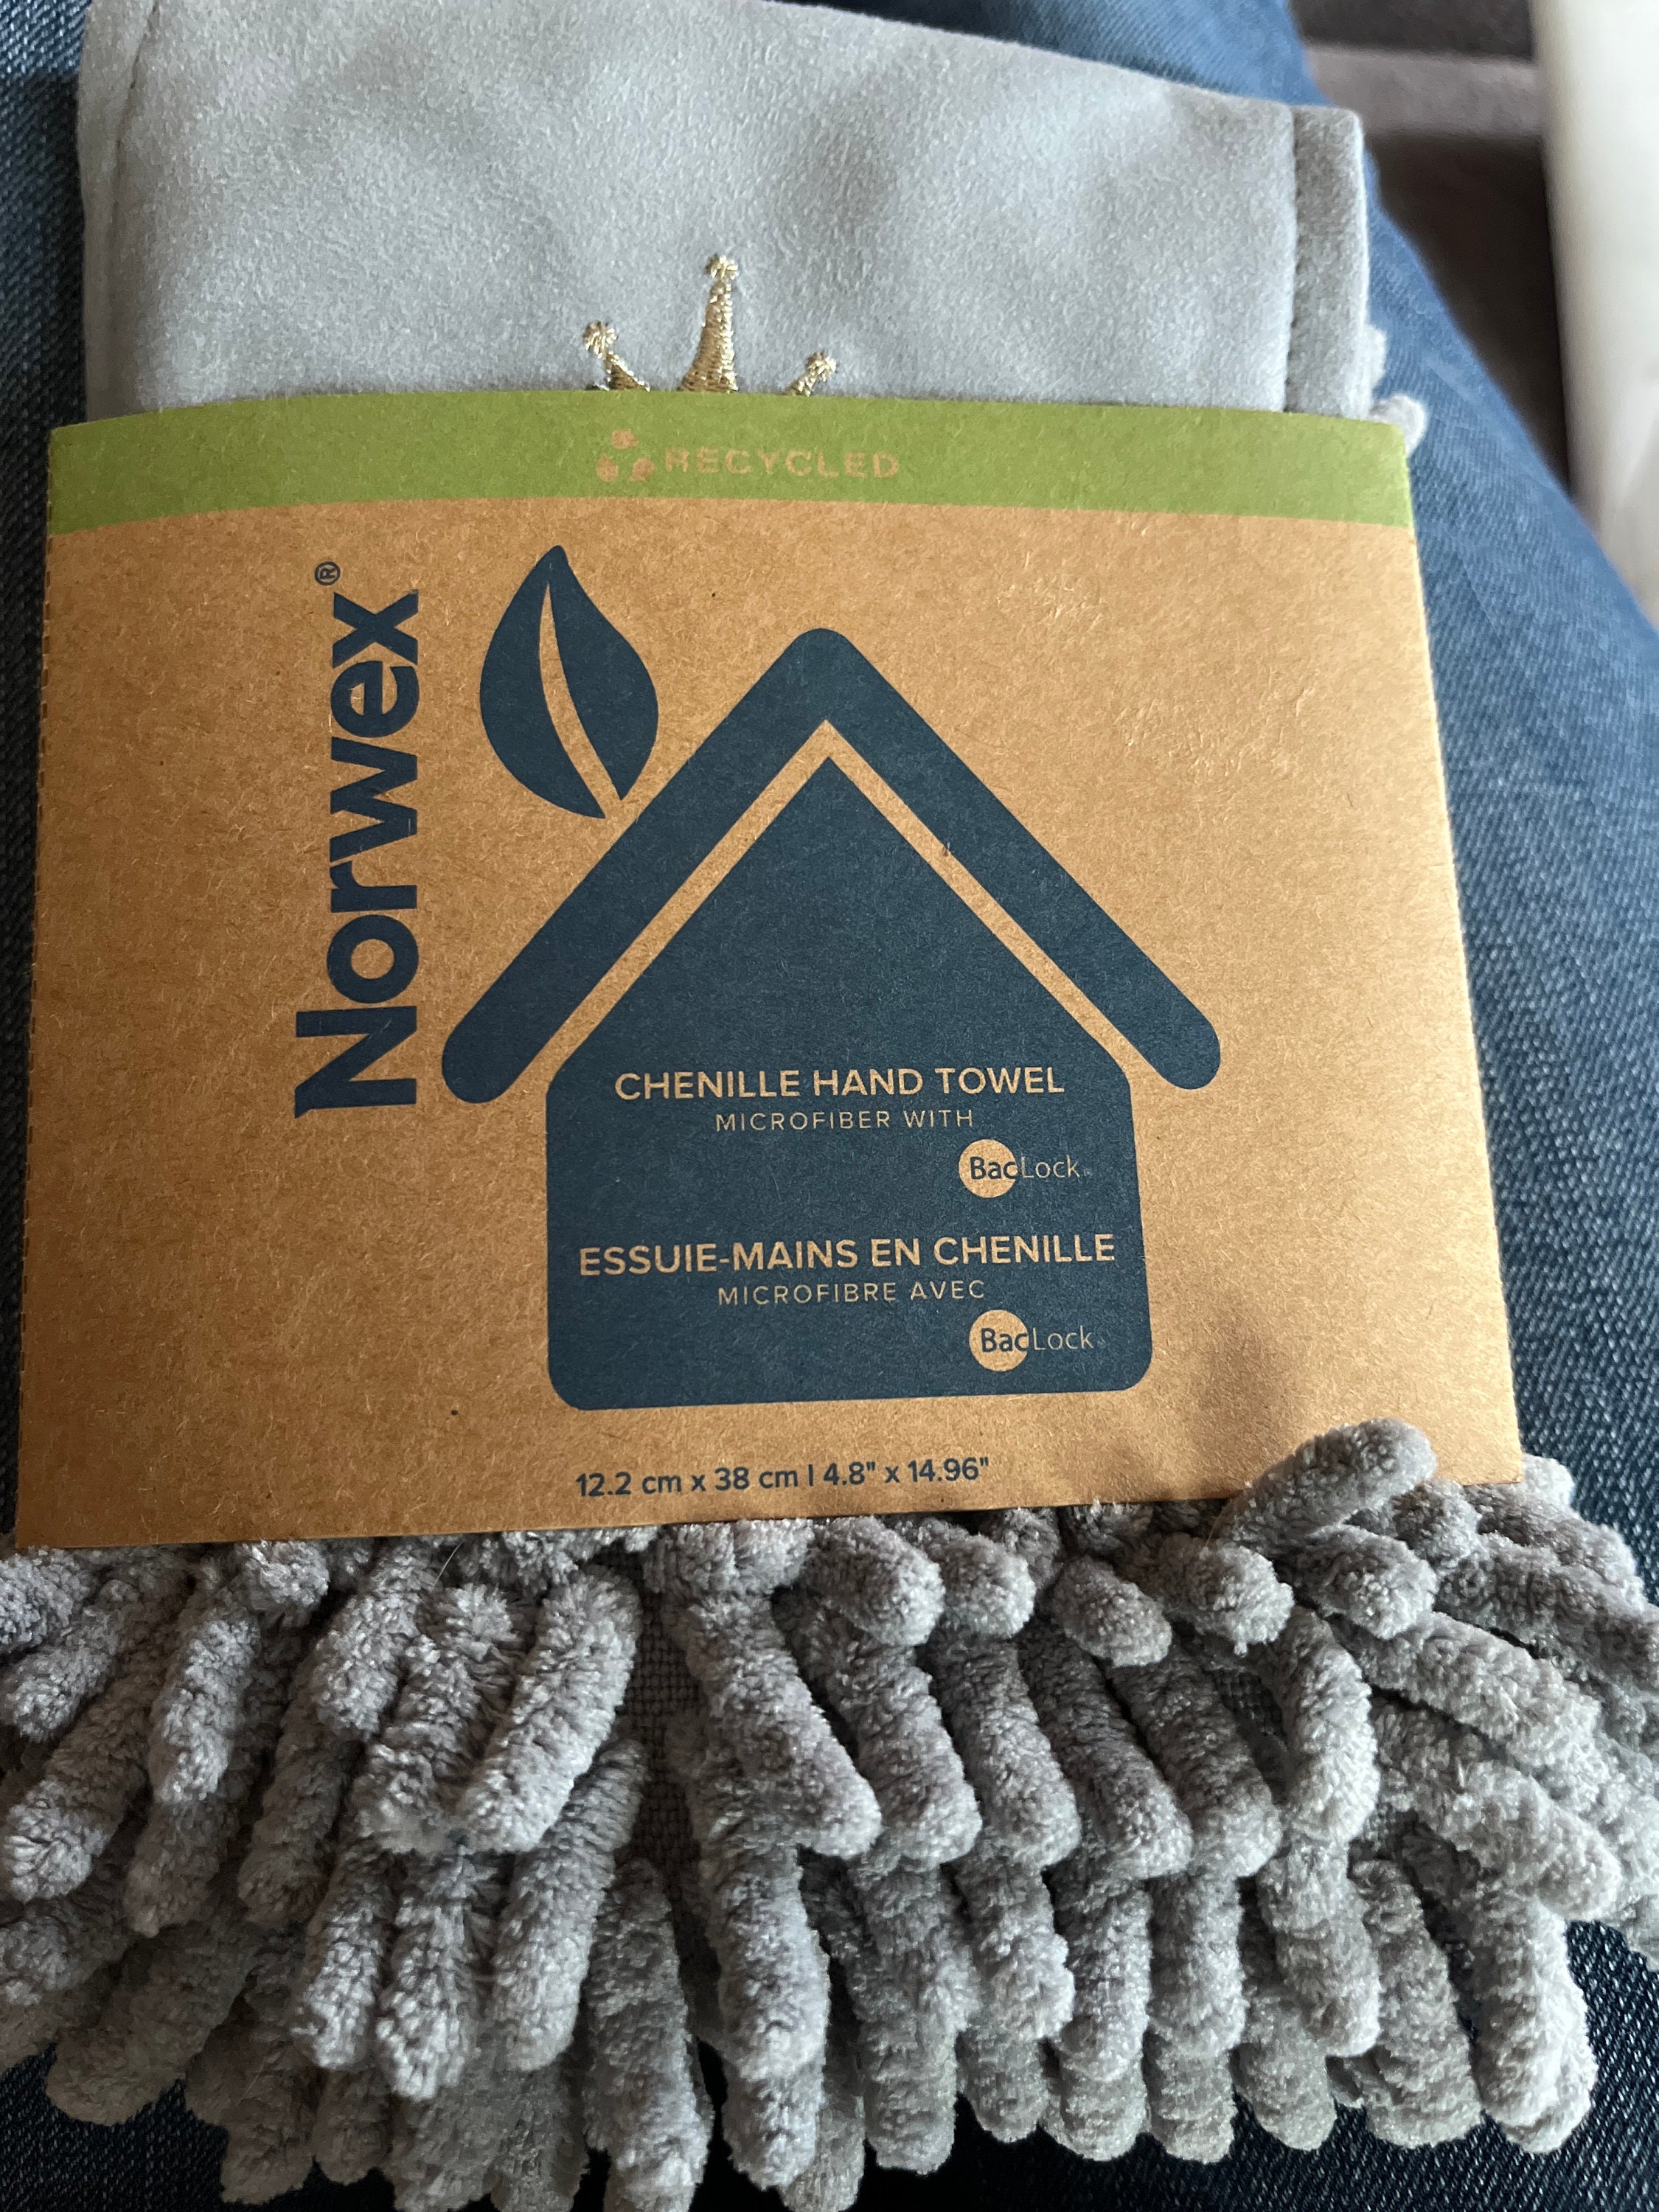 RECYCLED
Norwex®
CHENILLE HAND TOWEL
MICROFIBER WITH
BacLock
ESSUIE-MAINS EN CHENILLE
MICROFIBRE AVEC
BacLock
12.2 cm x 38 cm | 4.8" x 14.96"